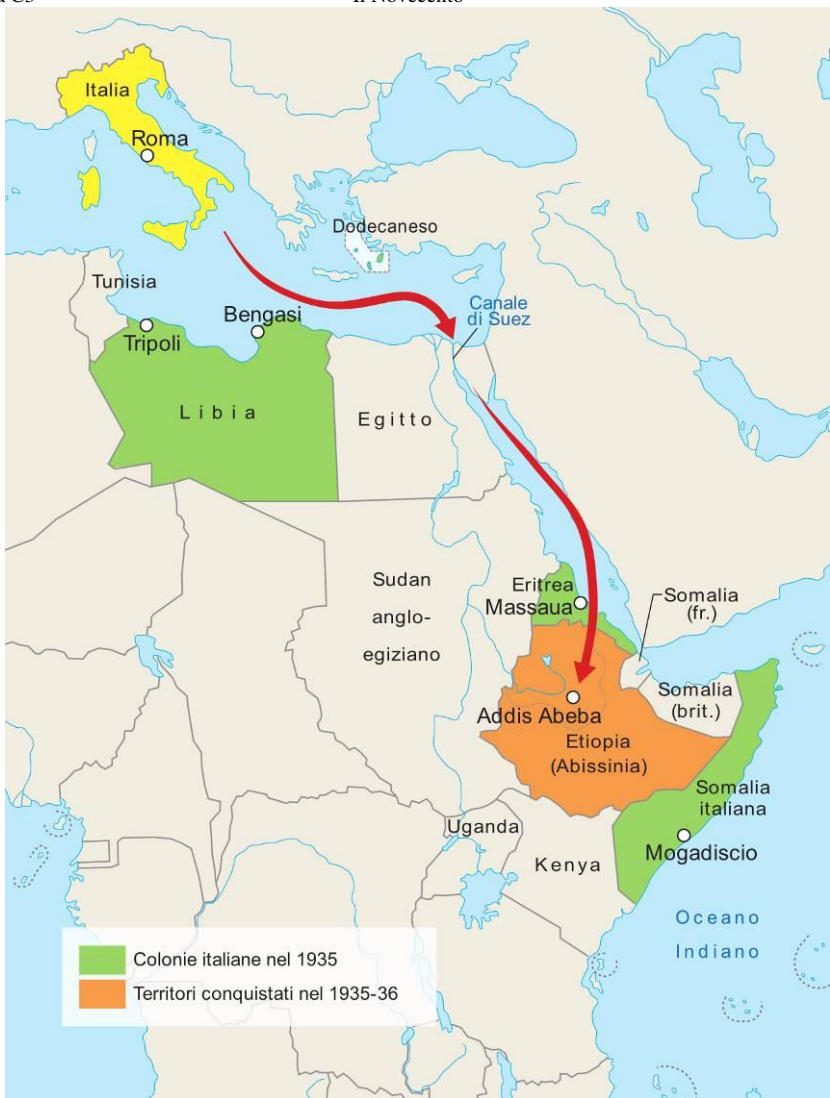 Il Novecento
Italia
Roma
Dodecaneso
Tunisia
Bengasi
Canale
di Suez
Tripoli
Libia
Egitto
Sudan
anglo-
egiziano
Eritrea
Massaua
Somalia
(fr.)
Somalia
(brit.)
Addis Abeba
Etiopia
(Abissinia)
Somalia
italiana
Uganda
Kenya
Mogadiscio
Oceano
Indiano
Colonie italiane nel 1935
Territori conquistati nel 1935-36